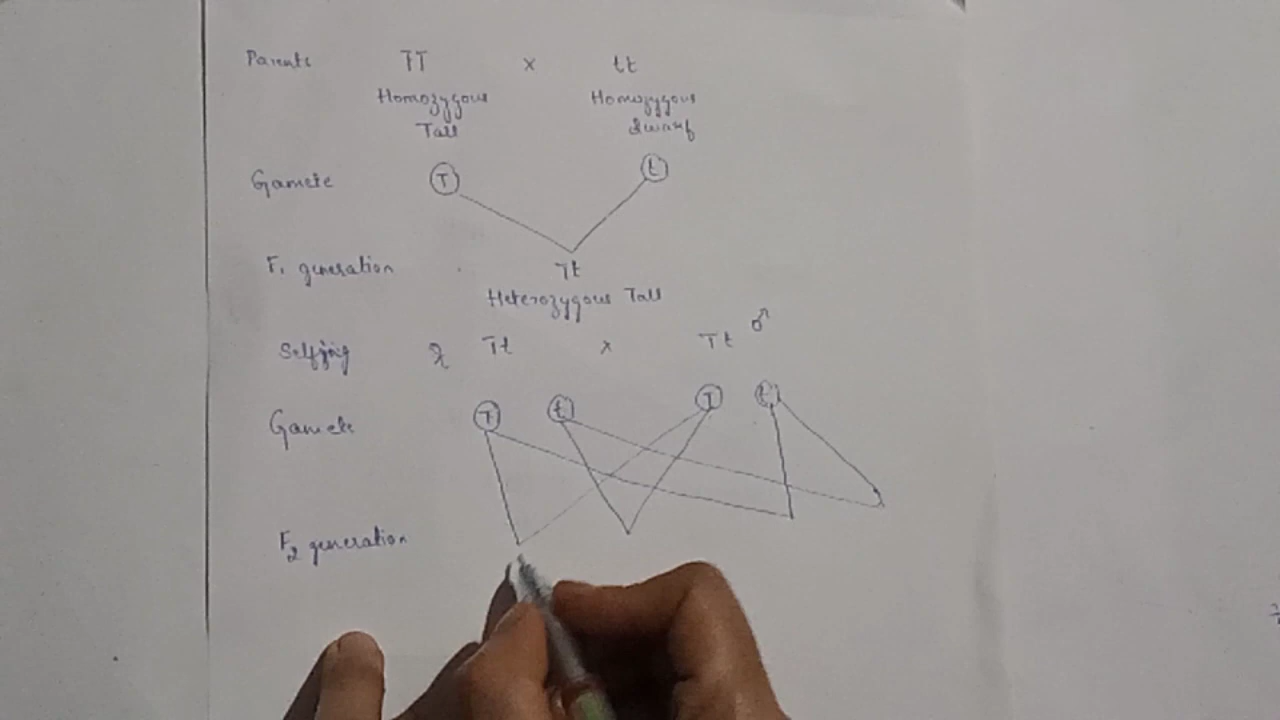 Parents TT x tt
Homozygous Homozygous
Tall Dwarf
Gamete T t
F1 generation Tt
Heterozygous Tall
Selfing ♀ Tt x Tt ♂
Gamete T t T t
F2 generation